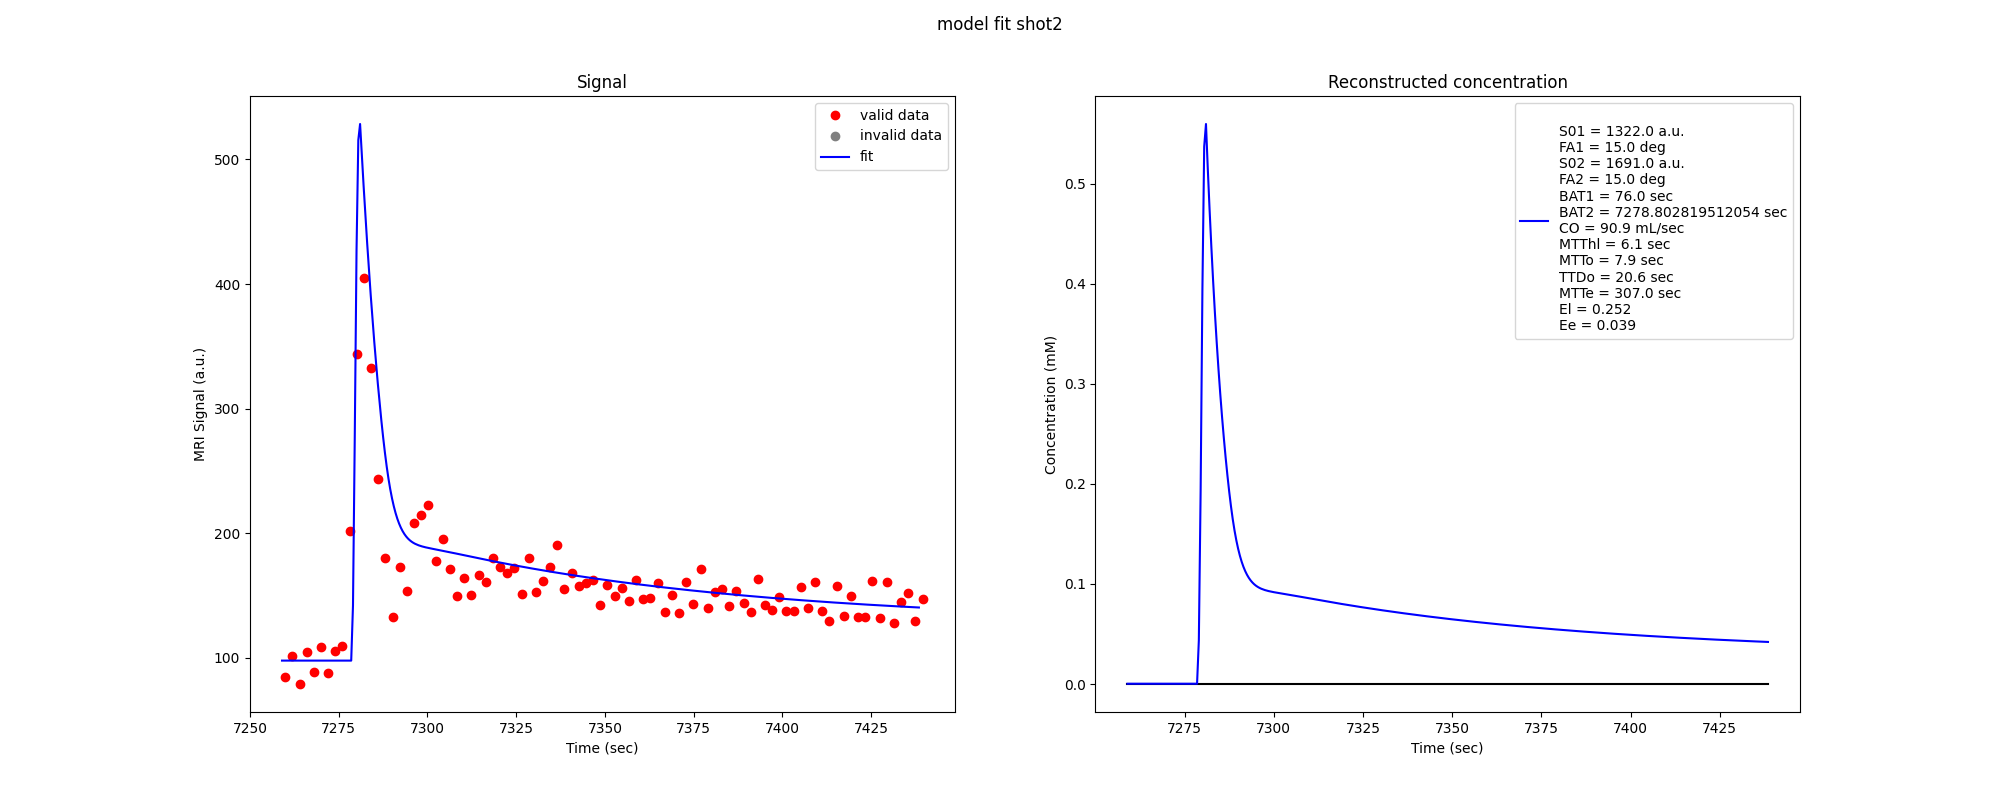 model fit shot2
Signal
MRI Signal (a.u.)
500
400
300
200
100
7250
7275
7300
7325
7350
7375
7400
7425
Time (sec)
valid data
invalid data
fit
Reconstructed concentration
Concentration (mM)
0.5
0.4
0.3
0.2
0.1
0.0
7275
7300
7325
7350
7375
7400
7425
Time (sec)
S01 = 1322.0 a.u.
FA1 = 15.0 deg
S02 = 1691.0 a.u.
FA2 = 15.0 deg
BAT1 = 76.0 sec
BAT2 = 7278.802819512054 sec
CO = 90.9 mL/sec
MTThl = 6.1 sec
MTTo = 7.9 sec
TTDo = 20.6 sec
MTTe = 307.0 sec
El = 0.252
Ee = 0.039